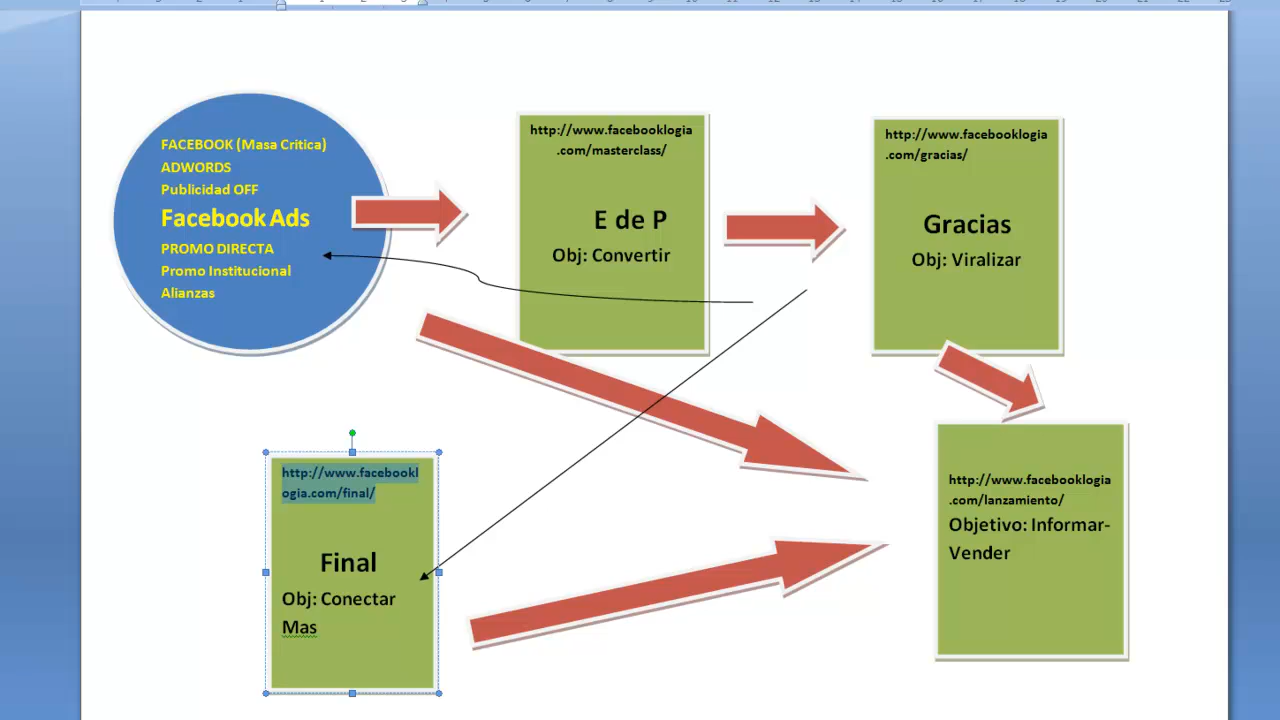 FACEBOOK (Masa Critica)
ADWORDS
Publicidad OFF
Facebook Ads
PROMO DIRECTA
Promo Institucional
Alianzas
http://www.facebooklogia
.com/masterclass/
E de P
Obj: Convertir
http://www.facebooklogia
.com/gracias/
Gracias
Obj: Viralizar
http://www.facebookl
ogia.com/final/
Final
Obj: Conectar
Mas
http://www.facebooklogia
.com/lanzamiento/
Objetivo: Informar-
Vender